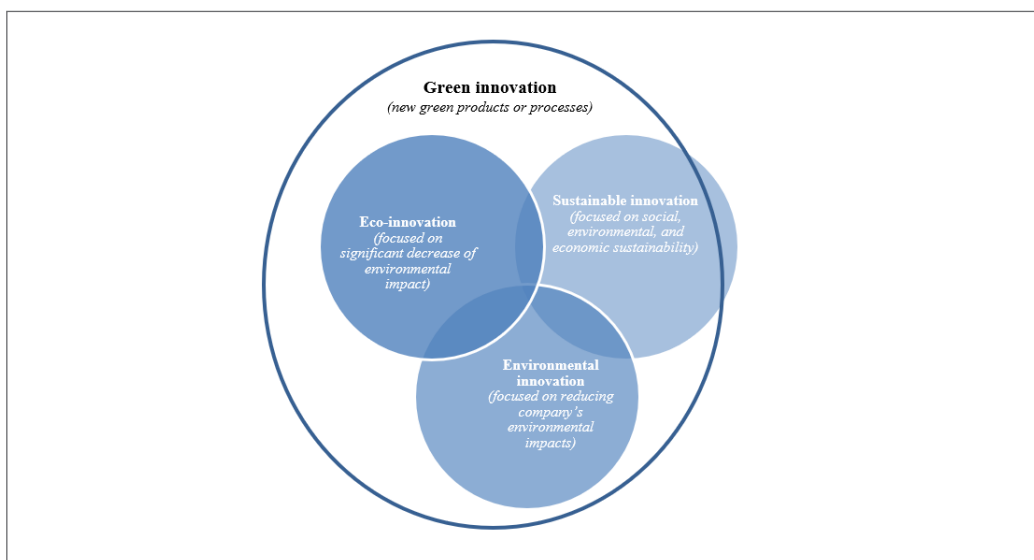 Green innovation
(new green products or processes)
Eco-innovation
(focused on
significant decrease of
environmental
impact)
Sustainable innovation
(focused on social,
environmental, and
economic sustainability)
Environmental
innovation
(focused on reducing
company's
environmental
impacts)